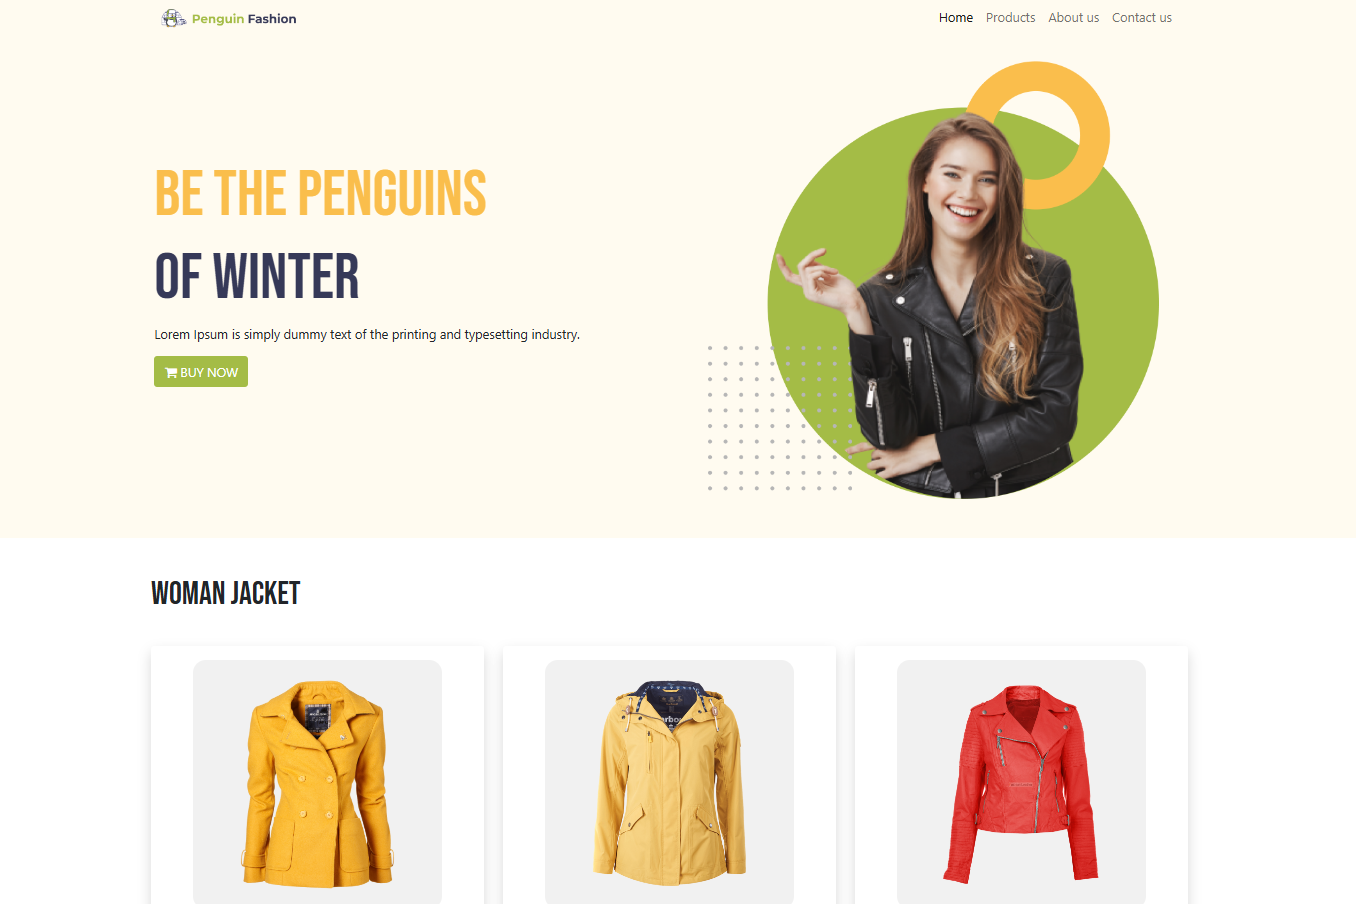 Penguin Fashion
Home Products About us Contact us
BE THE PENGUINS
OF WINTER
Lorem Ipsum is simply dummy text of the printing and typesetting industry.
BUY NOW
WOMAN JACKET